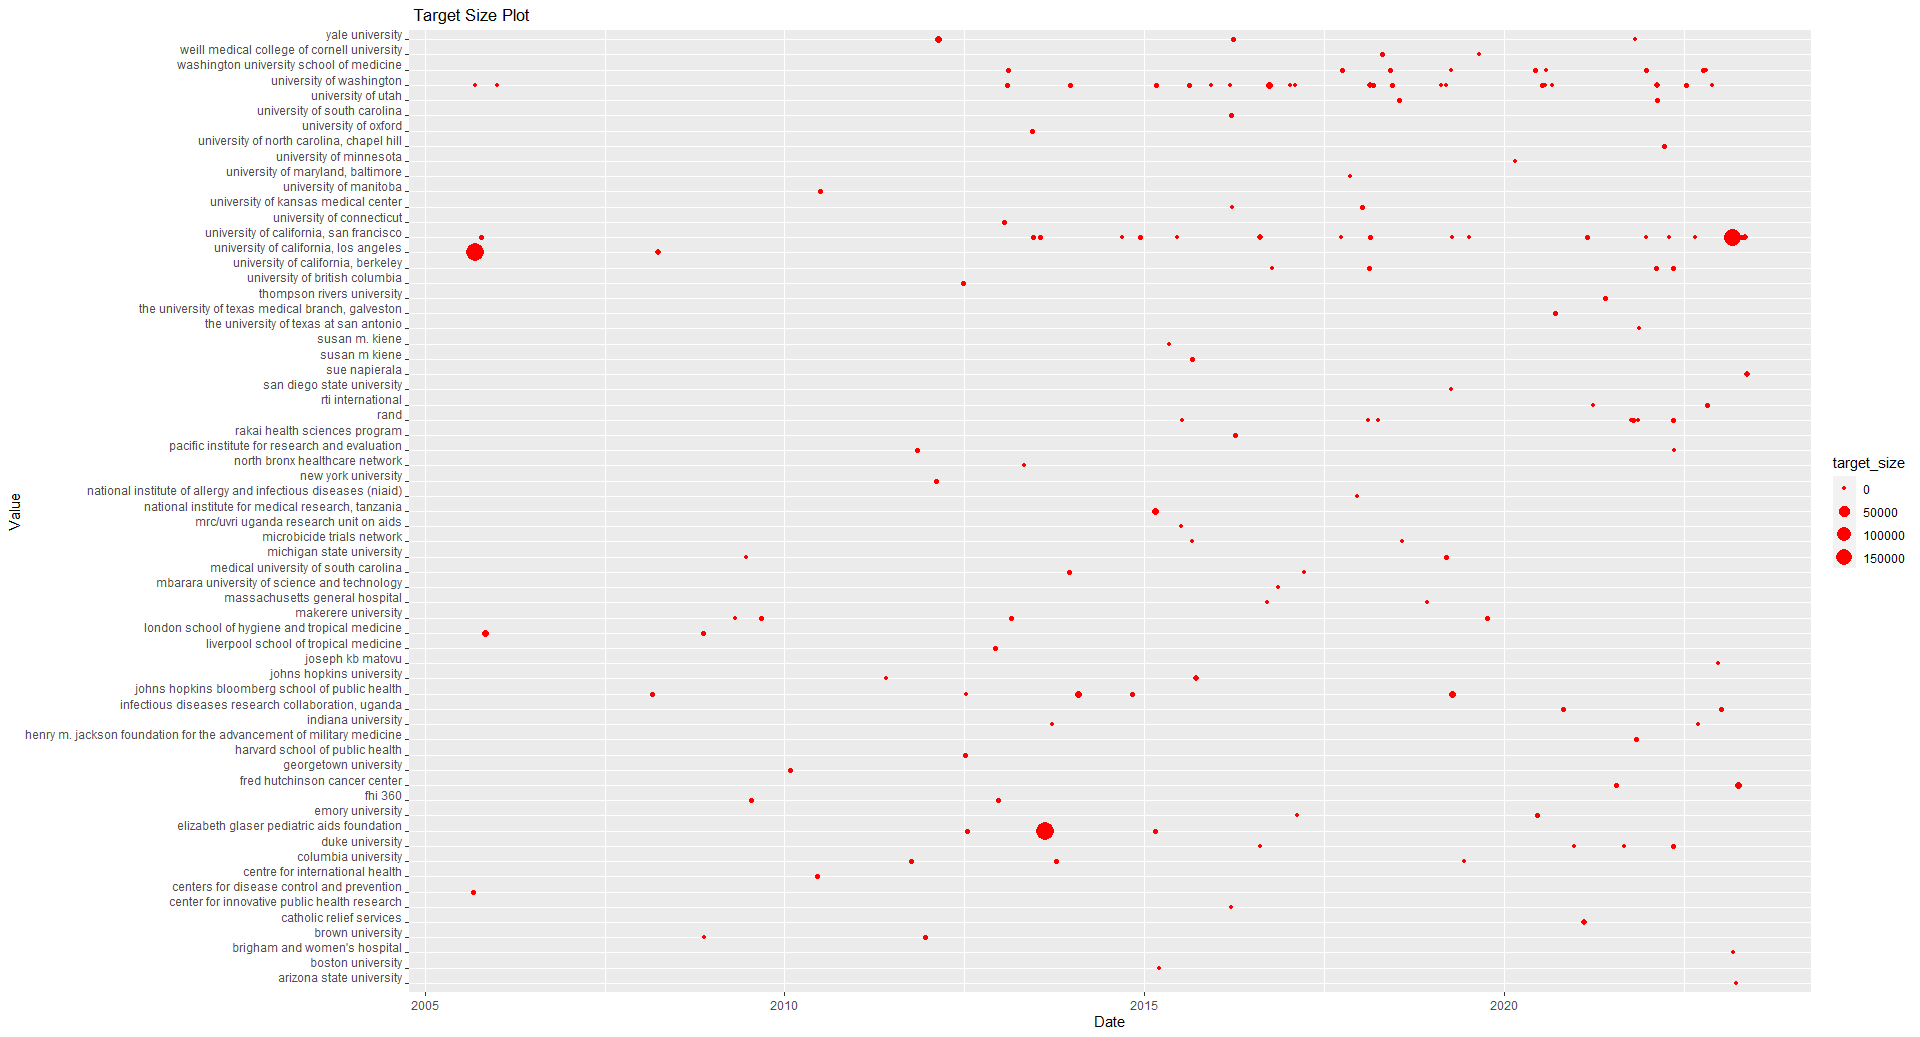 Target Size Plot
yale university
weill medical college of cornell university
washington university school of medicine
university of washington
university of utah
university of south carolina
university of oxford
university of north carolina, chapel hill
university of minnesota
university of maryland, baltimore
university of manitoba
university of kansas medical center
university of connecticut
university of california, san francisco
university of california, los angeles
university of california, berkeley
university of british columbia
thompson rivers university
the university of texas medical branch, galveston
the university of texas at san antonio
susan m. kiene
susan m kiene
sue napierala
san diego state university
rti international
rand
rakai health sciences program
pacific institute for research and evaluation
north bronx healthcare network
new york university
national institute of allergy and infectious diseases (niaid)
national institute for medical research, tanzania
mrc/uvri uganda research unit on aids
microbicide trials network
michigan state university
medical university of south carolina
mbarara university of science and technology
massachusetts general hospital
makerere university
london school of hygiene and tropical medicine
liverpool school of tropical medicine
joseph kb matovu
johns hopkins university
johns hopkins bloomberg school of public health
infectious diseases research collaboration, uganda
indiana university
henry m. jackson foundation for the advancement of military medicine
harvard school of public health
georgetown university
fred hutchinson cancer center
fhi 360
emory university
elizabeth glaser pediatric aids foundation
duke university
columbia university
centre for international health
centers for disease control and prevention
center for innovative public health research
catholic relief services
brown university
brigham and women's hospital
boston university
arizona state university
Value
2005
2010
2015
2020
Date
target_size
0
50000
100000
150000